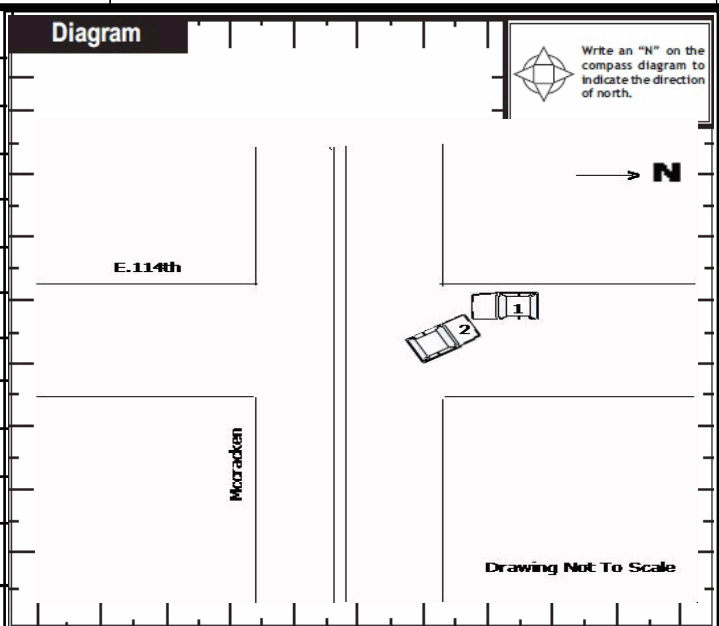 Diagram
Write an “N” on the
compass diagram to
indicate the direction
of north.
N
E.114th
1
2
Mccracken
Drawing Not To Scale